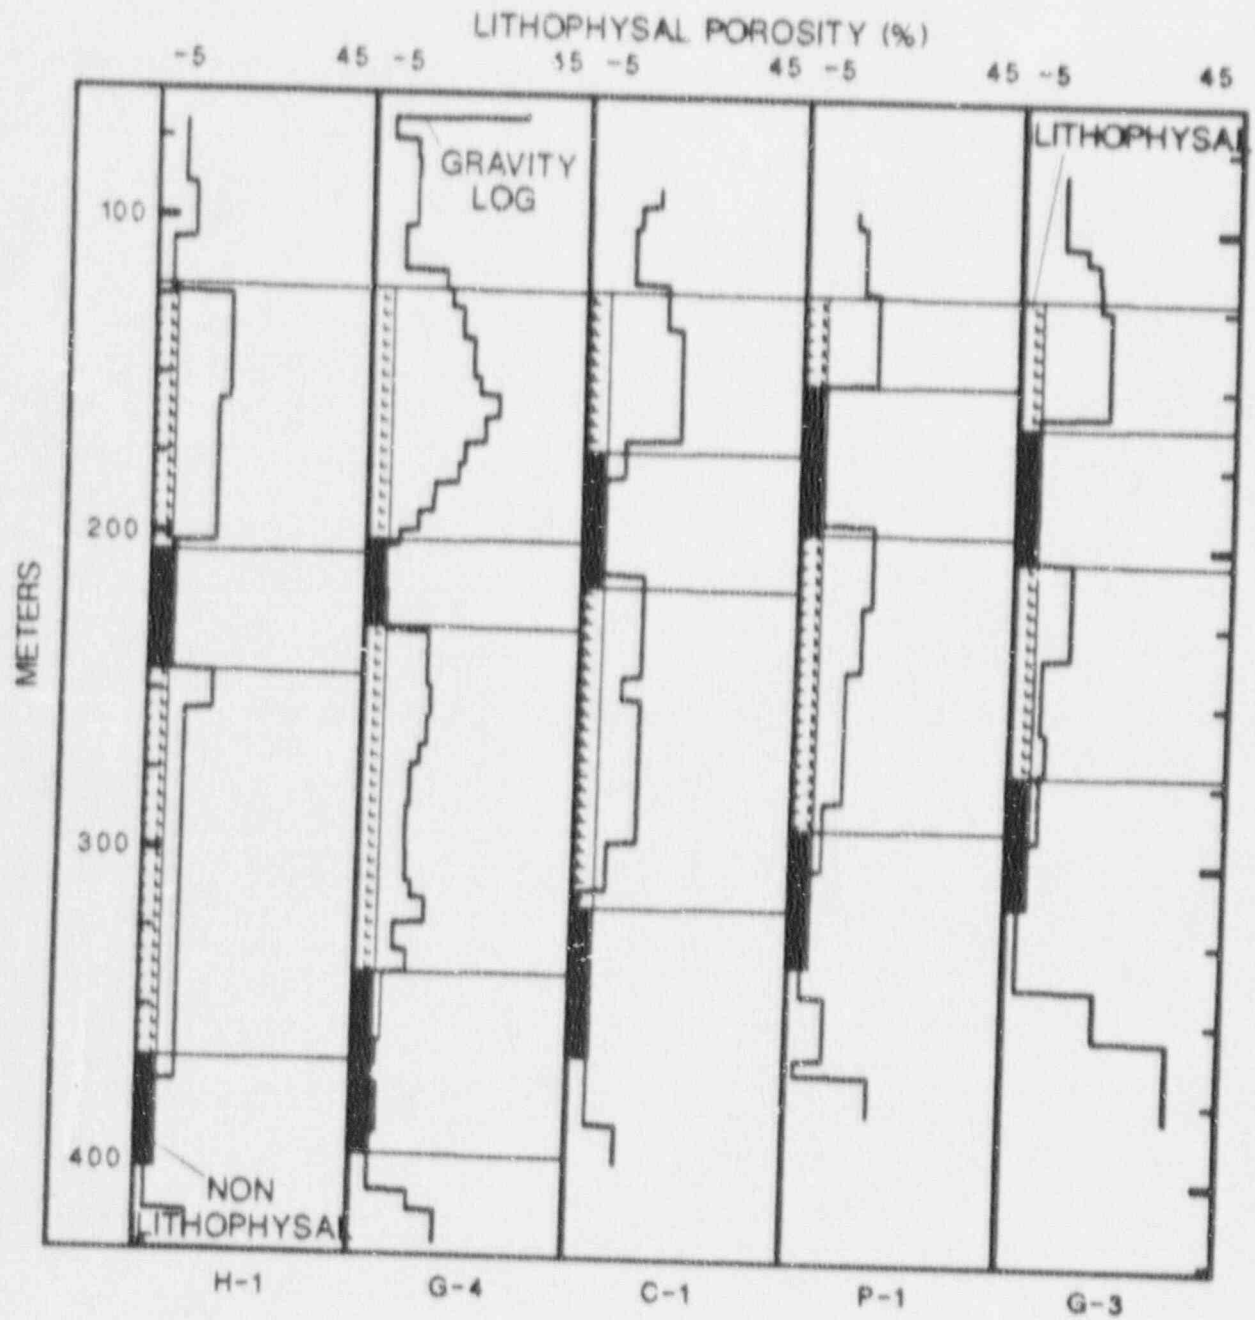 LITHOPHYSAL POROSITY (%)
-5 45 -5 35 -5 45 -5 45 -5 45
LITHOPHYSAL
GRAVITY
LOG
100
200
METERS
300
400
NON
LITHOPHYSAL
H-1 G-4 C-1 P-1 G-3